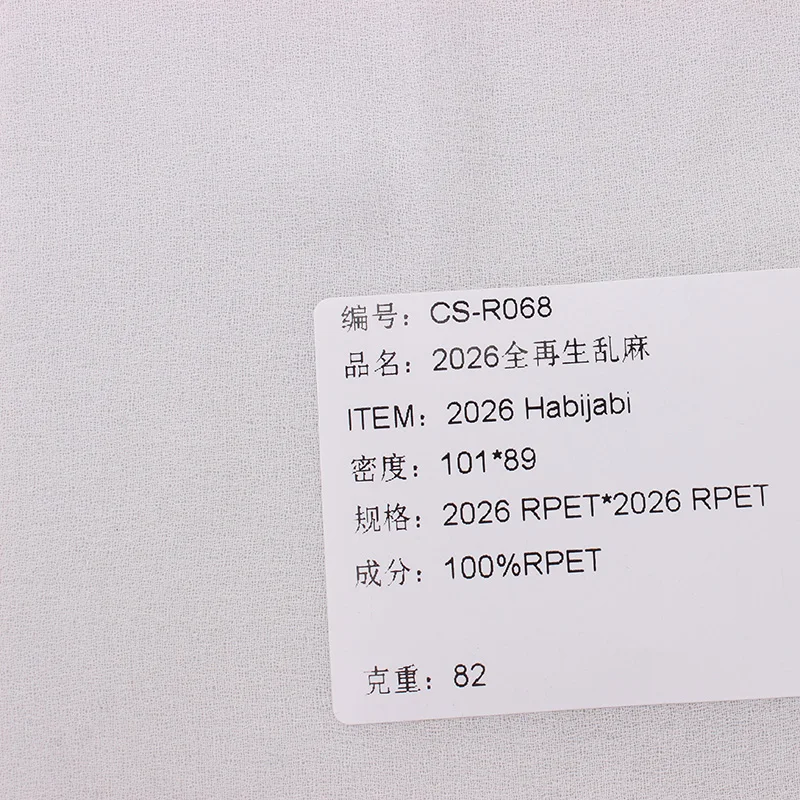 编号：CS-R068
品名：2026全再生乱麻
ITEM：2026 Habijabi
密度：101*89
规格：2026 RPET*2026 RPET
成分：100%RPET
克重：82